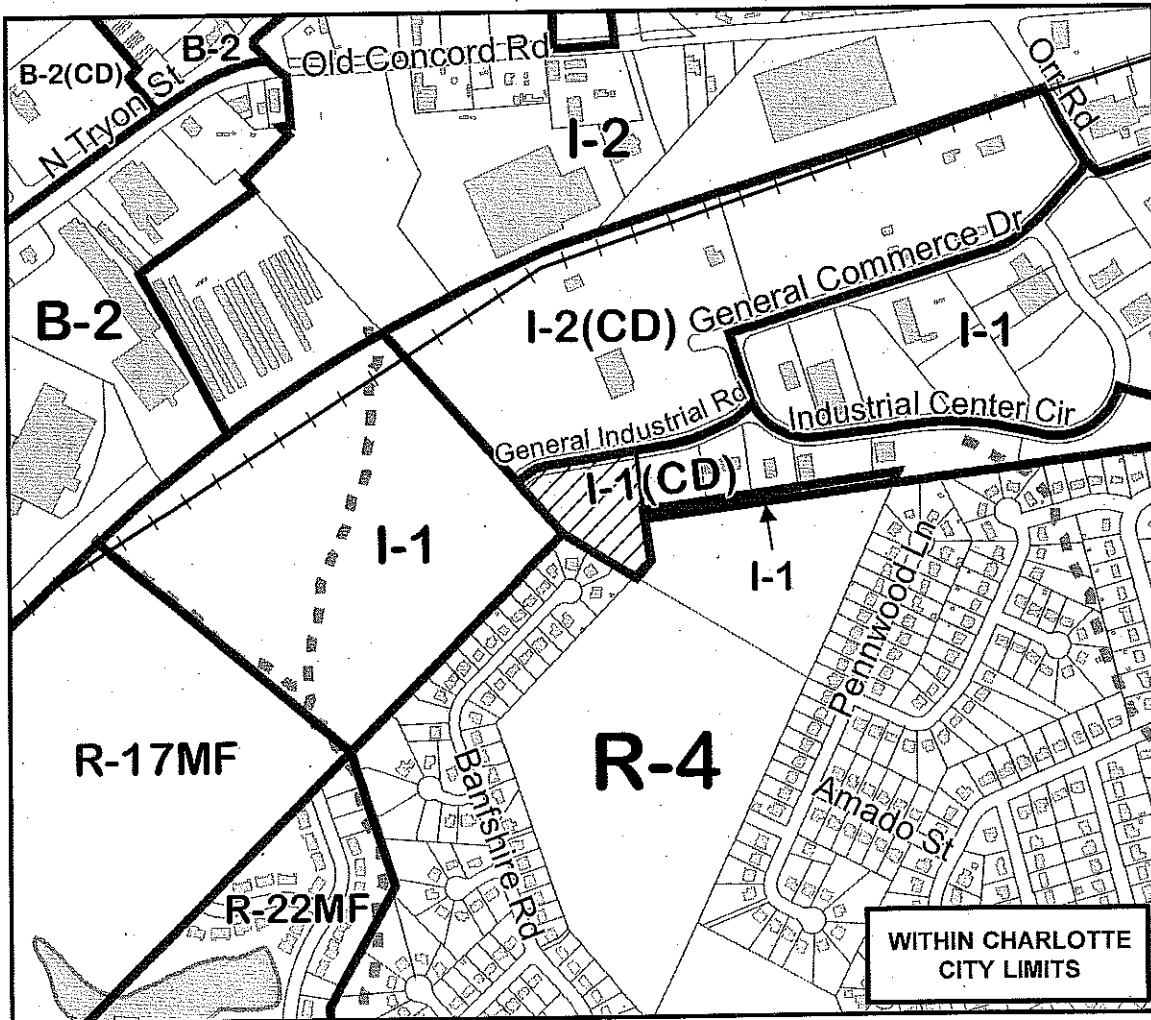 B-2
B-2(CD)
Old Concord Rd
Orr Rd
N Tryon St
I-2
General Commerce Dr
B-2
I-2(CD)
I-1
General Industrial Rd
Industrial Center Cir
I-1(CD)
I-1
I-1
Pennwood Ln
R-17MF
R-4
Banfshire Rd
Amado St
R-22MF
WITHIN CHARLOTTE
CITY LIMITS